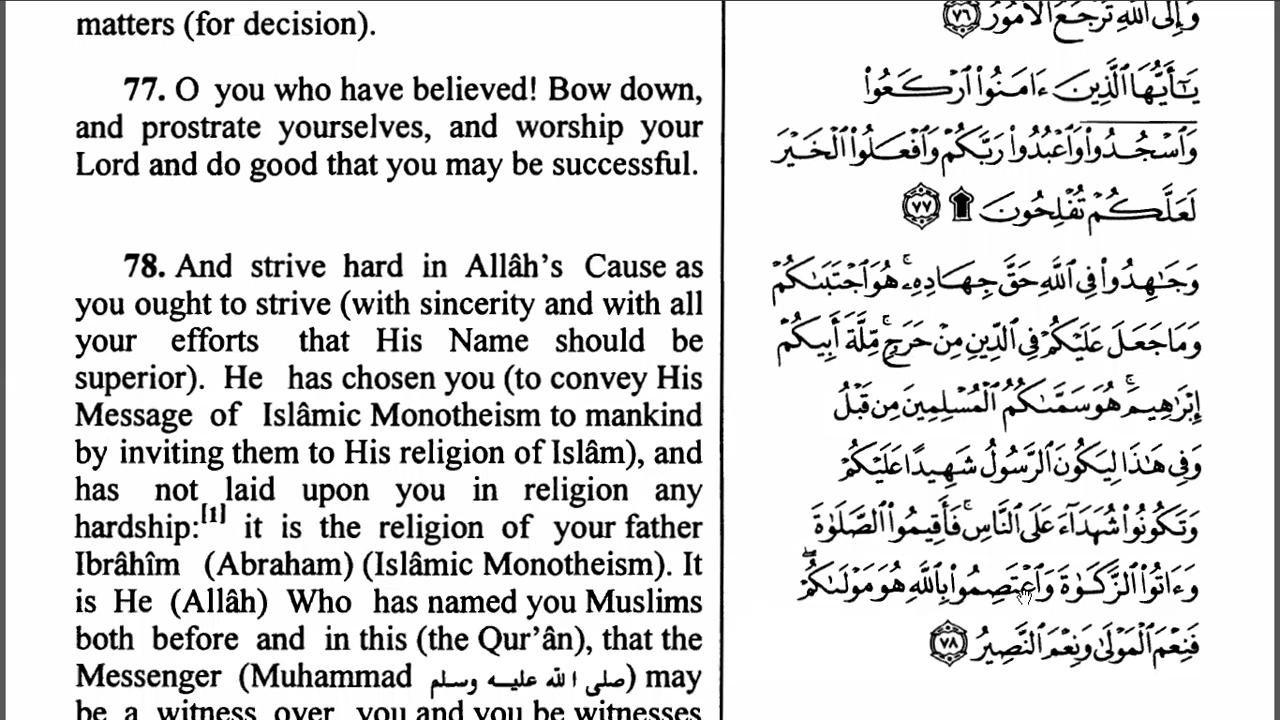 matters (for decision).
77. O you who have believed! Bow down,
and prostrate yourselves, and worship your
Lord and do good that you may be successful.
78. And strive hard in Allâh's Cause as
you ought to strive (with sincerity and with all
your efforts that His Name should be
superior). He has chosen you (to convey His
Message of Islâmic Monotheism to mankind
by inviting them to His religion of Islâm), and
has not laid upon you in religion any
hardship:[1] it is the religion of your father
Ibrâhîm (Abraham) (Islâmic Monotheism). It
is He (Allâh) Who has named you Muslims
both before and in this (the Qur'ân), that the
Messenger (Muhammad صلى الله عليه وسلم) may
be a witness over you and you be witnesses
وَإِلَى ٱللَّهِ تُرْجَعُ ٱلْأُمُورُ ٧٦
يَٰٓأَيُّهَا ٱلَّذِينَ ءَامَنُوا۟ ٱرْكَعُوا۟
وَٱسْجُدُوا۟ وَٱعْبُدُوا۟ رَبَّكُمْ وَٱفْعَلُوا۟ ٱلْخَيْرَ
لَعَلَّكُمْ تُفْلِحُونَ ۩ ٧٧
وَجَٰهِدُوا۟ فِى ٱللَّهِ حَقَّ جِهَادِهِۦ ۚ هُوَ ٱجْتَبَىٰكُمْ
وَمَا جَعَلَ عَلَيْكُمْ فِى ٱلدِّينِ مِنْ حَرَجٍ ۚ مِّلَّةَ أَبِيكُمْ
إِبْرَٰهِيمَ ۚ هُوَ سَمَّىٰكُمُ ٱلْمُسْلِمِينَ مِن قَبْلُ
وَفِى هَٰذَا لِيَكُونَ ٱلرَّسُولُ شَهِيدًا عَلَيْكُمْ
وَتَكُونُوا۟ شُهَدَآءَ عَلَى ٱلنَّاسِ ۚ فَأَقِيمُوا۟ ٱلصَّلَوٰةَ
وَءَاتُوا۟ ٱلزَّكَوٰةَ وَٱعْتَصِمُوا۟ بِٱللَّهِ هُوَ مَوْلَىٰكُمْ ۖ
فَنِعْمَ ٱلْمَوْلَىٰ وَنِعْمَ ٱلنَّصِيرُ ٧٨